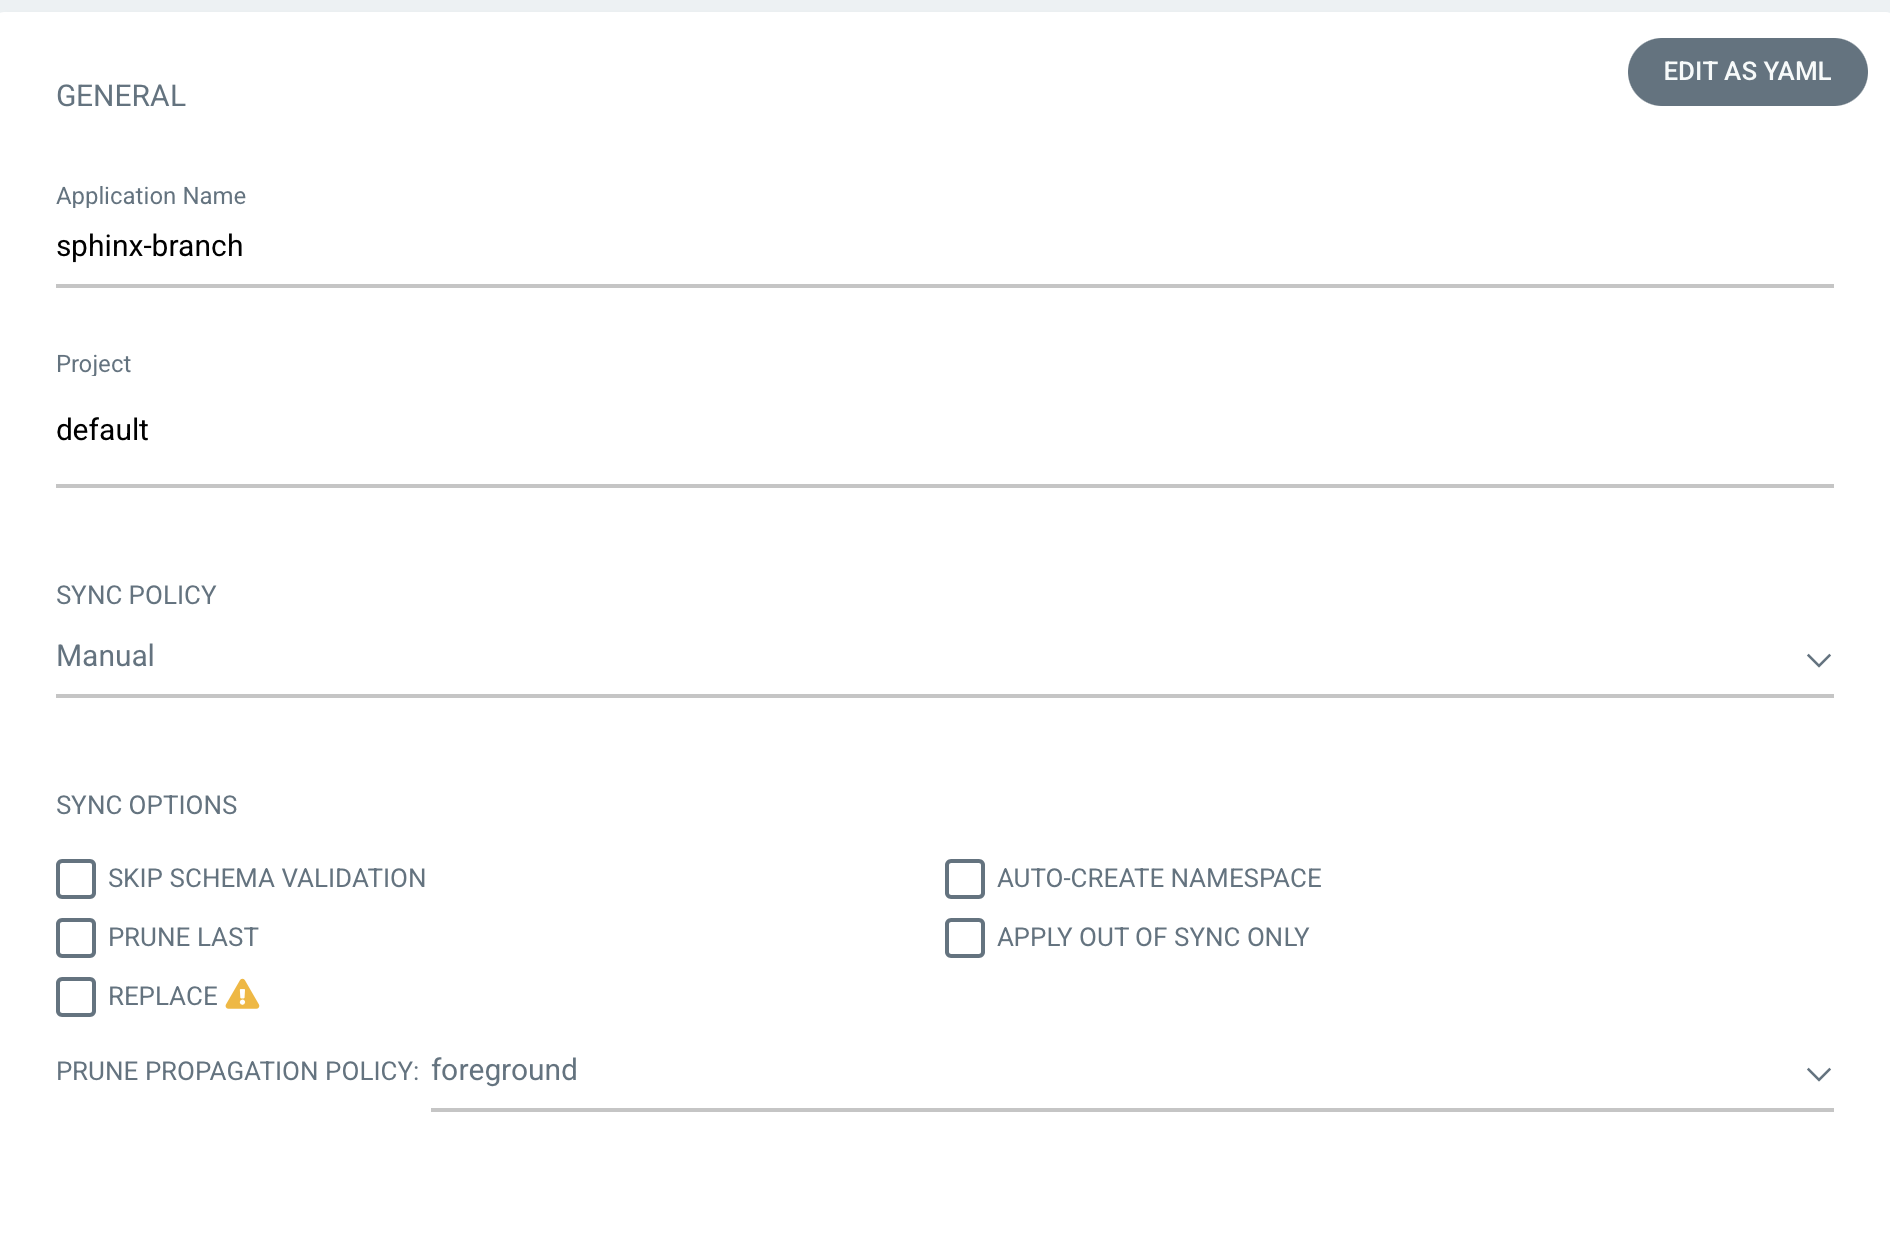 GENERAL
EDIT AS YAML
Application Name
sphinx-branch
Project
default
SYNC POLICY
Manual
SYNC OPTIONS
SKIP SCHEMA VALIDATION
AUTO-CREATE NAMESPACE
PRUNE LAST
APPLY OUT OF SYNC ONLY
REPLACE
PRUNE PROPAGATION POLICY: foreground